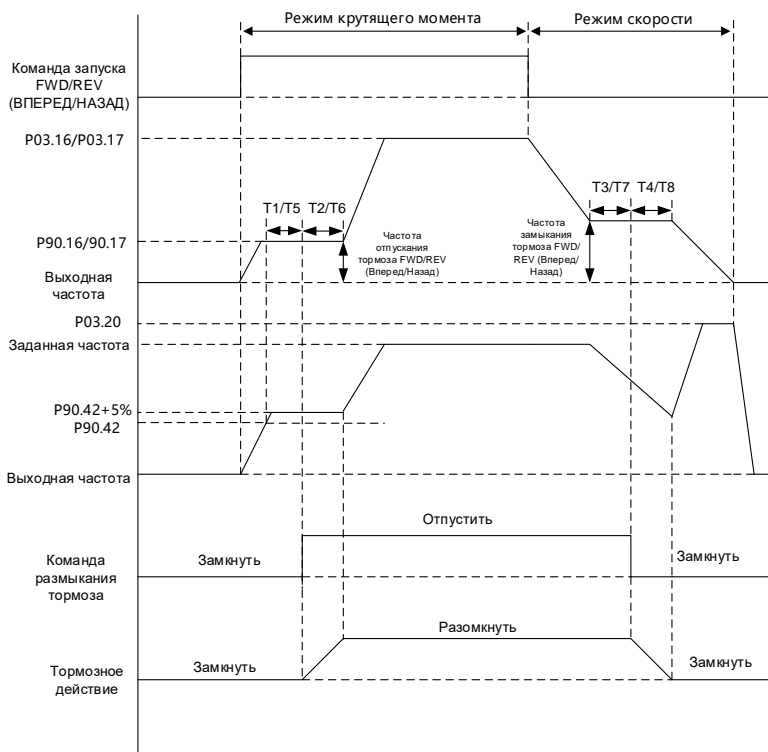 Режим крутящего момента
Режим скорости
Команда запуска
FWD/REV
(ВПЕРЕД/НАЗАД)
P03.16/P03.17
T1/T5
T2/T6
T3/T7
T4/T8
P90.16/90.17
Частота
отпускания
тормоза FWD/REV
(Вперед/Назад)
Частота
замыкания
тормоза FWD/
REV (Вперед/
Назад)
Выходная
частота
P03.20
Заданная частота
P90.42+5%
P90.42
Выходная частота
Отпустить
Команда
размыкания
тормоза
Замкнуть
Замкнуть
Разомкнуть
Тормозное
действие
Замкнуть
Замкнуть